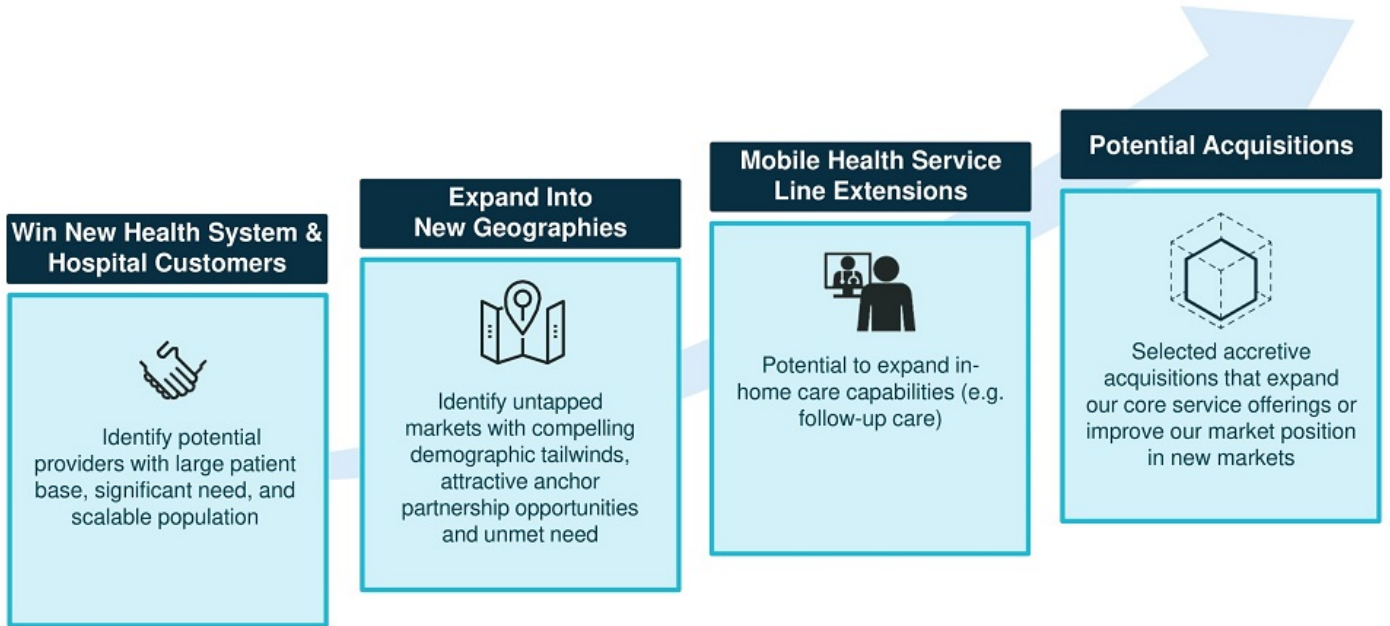 Win New Health System &
Hospital Customers
Identify potential
providers with large patient
base, significant need, and
scalable population
Expand Into
New Geographies
Identify untapped
markets with compelling
demographic tailwinds,
attractive anchor
partnership opportunities
and unmet need
Mobile Health Service
Line Extensions
Potential to expand in-
home care capabilities (e.g.
follow-up care)
Potential Acquisitions
Selected accretive
acquisitions that expand
our core service offerings or
improve our market position
in new markets